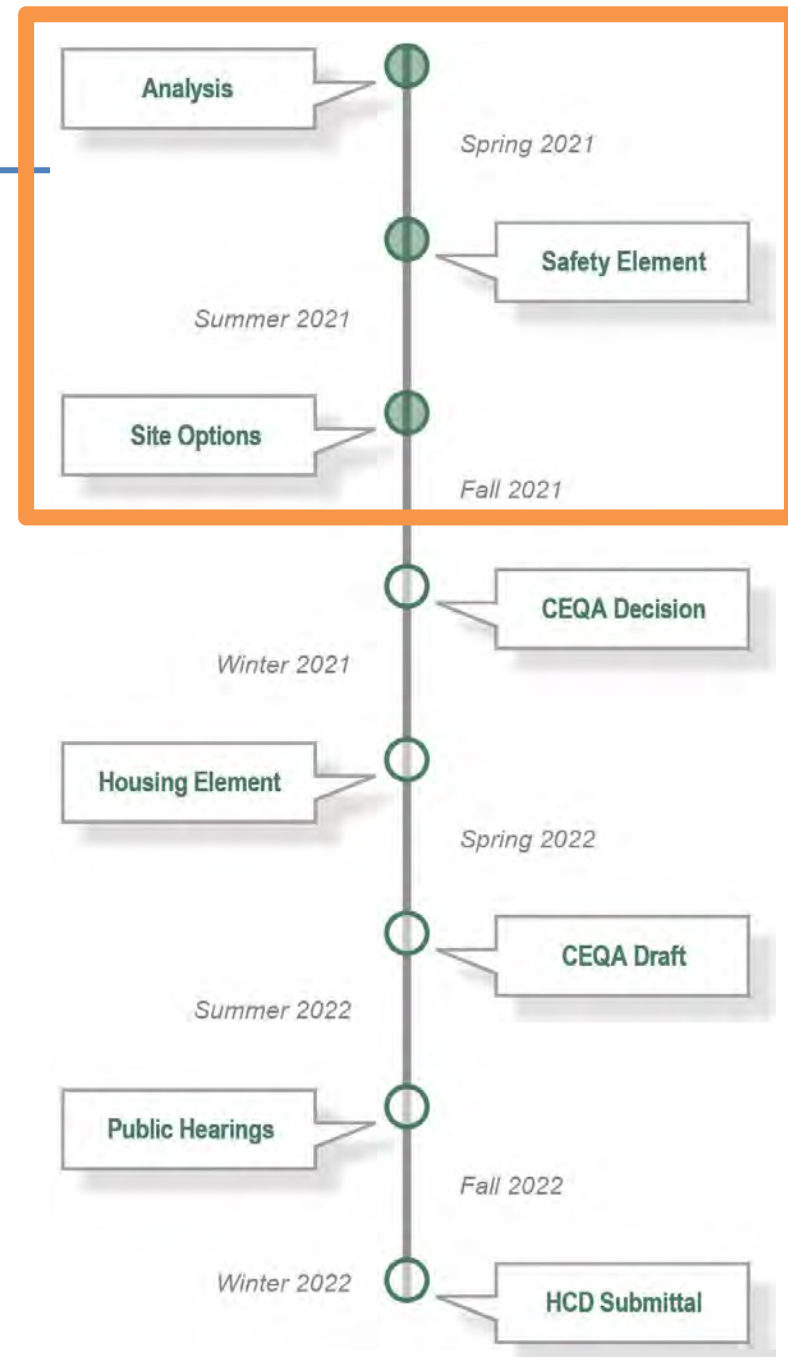 Analysis
Spring 2021
Safety Element
Summer 2021
Site Options
Fall 2021
CEQA Decision
Winter 2021
Housing Element
Spring 2022
CEQA Draft
Summer 2022
Public Hearings
Fall 2022
Winter 2022
HCD Submittal